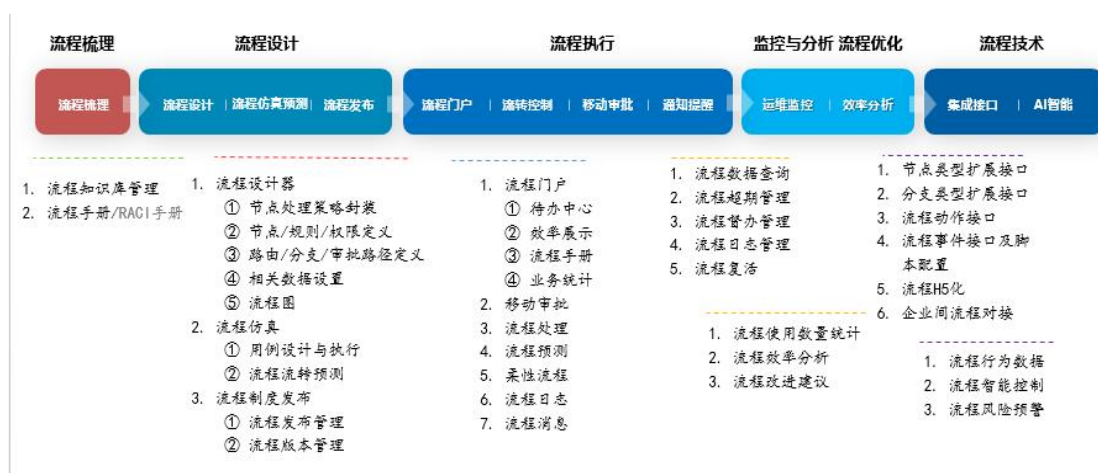 流程梳理
流程设计
流程执行
监控与分析 流程优化
流程技术
流程梳理
流程设计 | 流程仿真预测 | 流程发布
流程门户 | 流转控制 | 移动审批 | 通知提醒
运维监控 | 效率分析
集成接口 | AI智能
1. 流程知识库管理
2. 流程手册/RACI手册
1. 流程设计器
① 节点处理策略封装
② 节点/规则/权限定义
③ 路由/分支/审批路径定义
④ 相关数据设置
⑤ 流程图
2. 流程仿真
① 用例设计与执行
② 流程流转预测
3. 流程制度发布
① 流程发布管理
② 流程版本管理
1. 流程门户
① 待办中心
② 效率展示
③ 流程手册
④ 业务统计
2. 移动审批
3. 流程处理
4. 流程预测
5. 柔性流程
6. 流程日志
7. 流程消息
1. 流程数据查询
2. 流程超期管理
3. 流程督办管理
4. 流程日志管理
5. 流程复活
1. 流程使用数量统计
2. 流程效率分析
3. 流程改进建议
1. 节点类型扩展接口
2. 分支类型扩展接口
3. 流程动作接口
4. 流程事件接口及脚
本配置
5. 流程H5化
6. 企业间流程对接
1. 流程行为数据
2. 流程智能控制
3. 流程风险预警